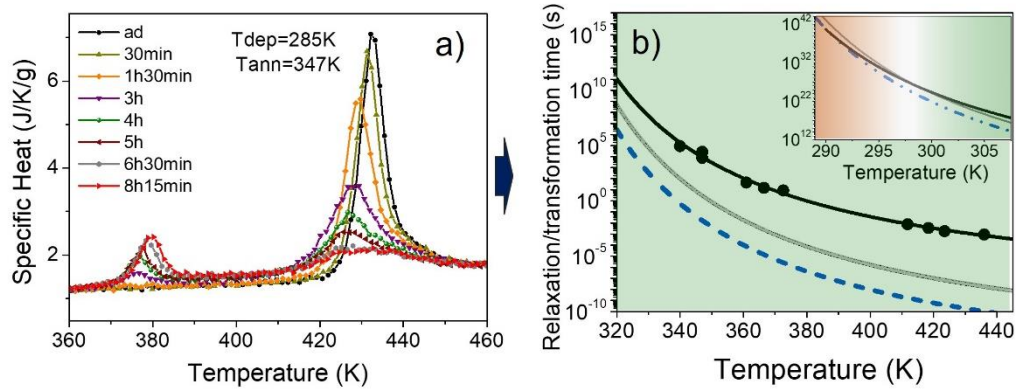 a)
Tdep=285K
Tann=347K
ad
30min
1h30min
3h
4h
5h
6h30min
8h15min
Specific Heat (J/K/g)
6
4
2
360 380 400 420 440 460
Temperature (K)
b)
Relaxation/transformation time (s)
10^15
10^10
10^5
10^0
10^-5
10^-10
320 340 360 380 400 420 440
Temperature (K)
10^42
10^32
10^22
10^12
290 295 300 305
Temperature (K)